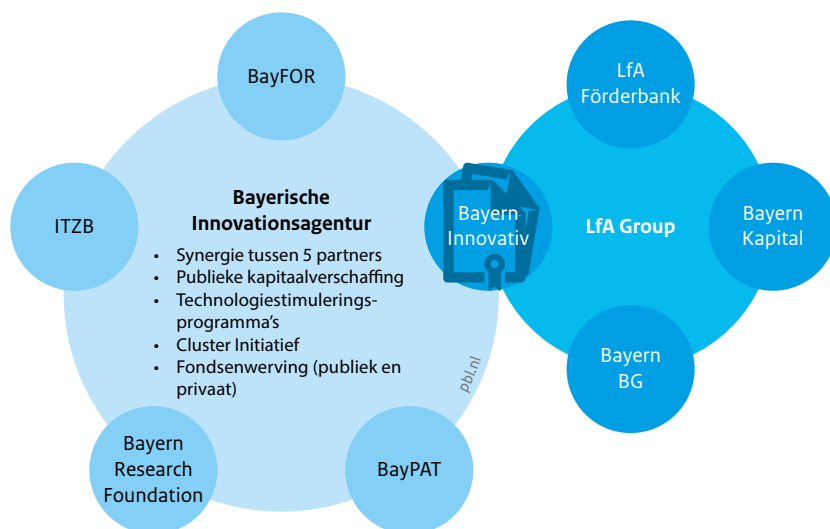 BayFOR
LfA
Förderbank
ITZB
Bayerische
Innovationsagentur
• Synergie tussen 5 partners
• Publieke kapitaalverschaffing
• Technologiestimulerings-
programma's
• Cluster Initiatief
• Fondsenwerving (publiek en
privaat)
Bayern
Innovativ
LfA Group
Bayern
Kapital
Bayern
BG
pbl.nl
Bayern
Research
Foundation
BayPAT